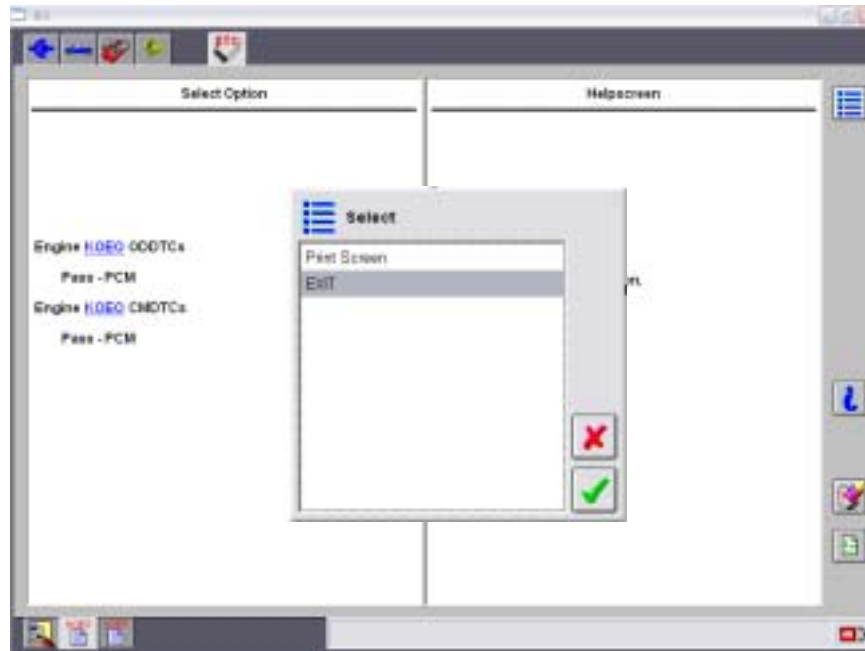 Select Option
Helpscreen
Select
Print Screen
ExIT
Engine KOEO ODDTCs
Pass - PCM
Engine KOEO CMDTCs
Pass - PCM